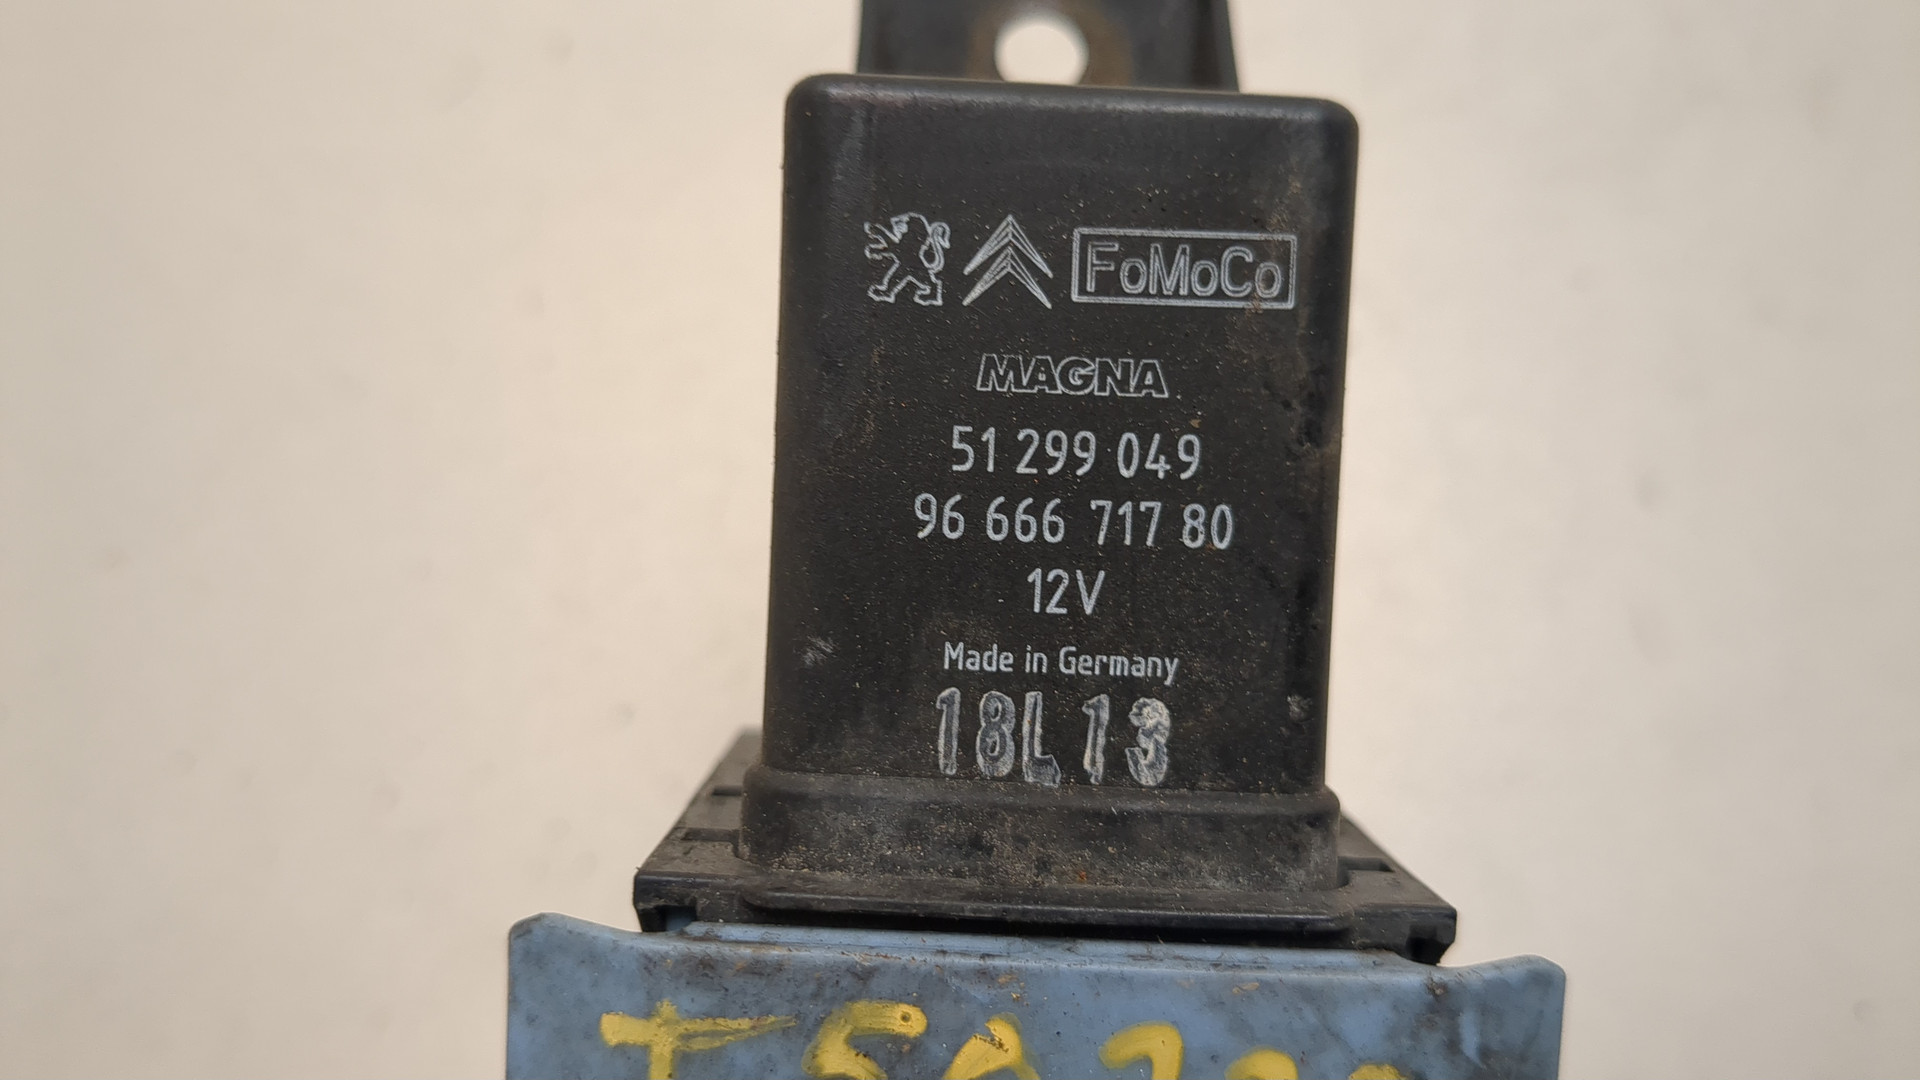 FoMoCo
MAGNA
51 299 049
96 666 717 80
12V
Made in Germany
18L13